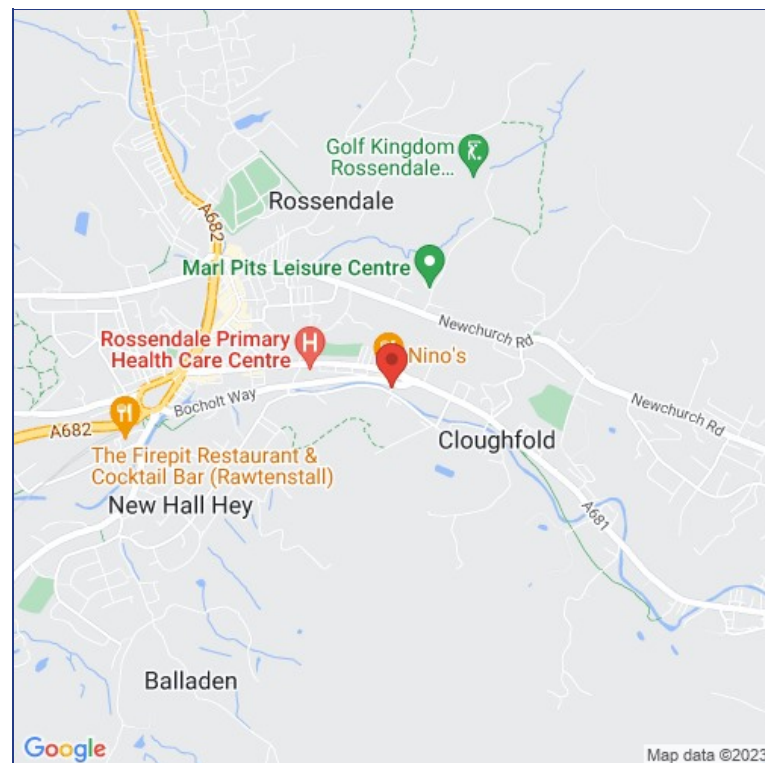 Golf Kingdom
Rossendale...
Rossendale
A682
Marl Pits Leisure Centre
Newchurch Rd
Rossendale Primary
Health Care Centre
H
Nino's
Bocholt Way
Newchurch Rd
A682
Cloughfold
The Firepit Restaurant &
Cocktail Bar (Rawtenstall)
New Hall Hey
A681
Balladen
Google
Map data ©2023